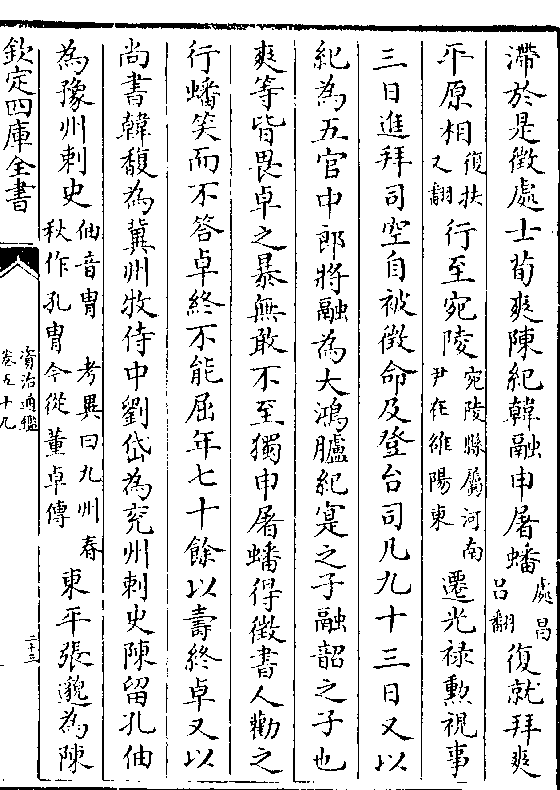 滯於是徵處士荀爽陳紀韓融申屠蟠處昌吕翻復就拜爽
平原相復扶又翻行至宛陵宛陵縣屬河南尹在雒陽東遷光祿勲視事
三日進拜司空自被徵命及登台司凡九十三日又以
紀為五官中郎將融為大鴻臚紀寔之子融韶之子也
爽等皆畏卓之暴無敢不至獨申屠蟠得徵書人勸之
行蟠笑而不答卓終不能屈年七十餘以壽終卓又以
尚書韓馥為冀州牧侍中劉岱為兖州刺史陳留孔伷
為豫州刺史伷音胄 考異曰九州春秋作孔胄今從董卓傳東平張邈為陳
欽定四庫全書
資治通鑑
卷五十九
二十三